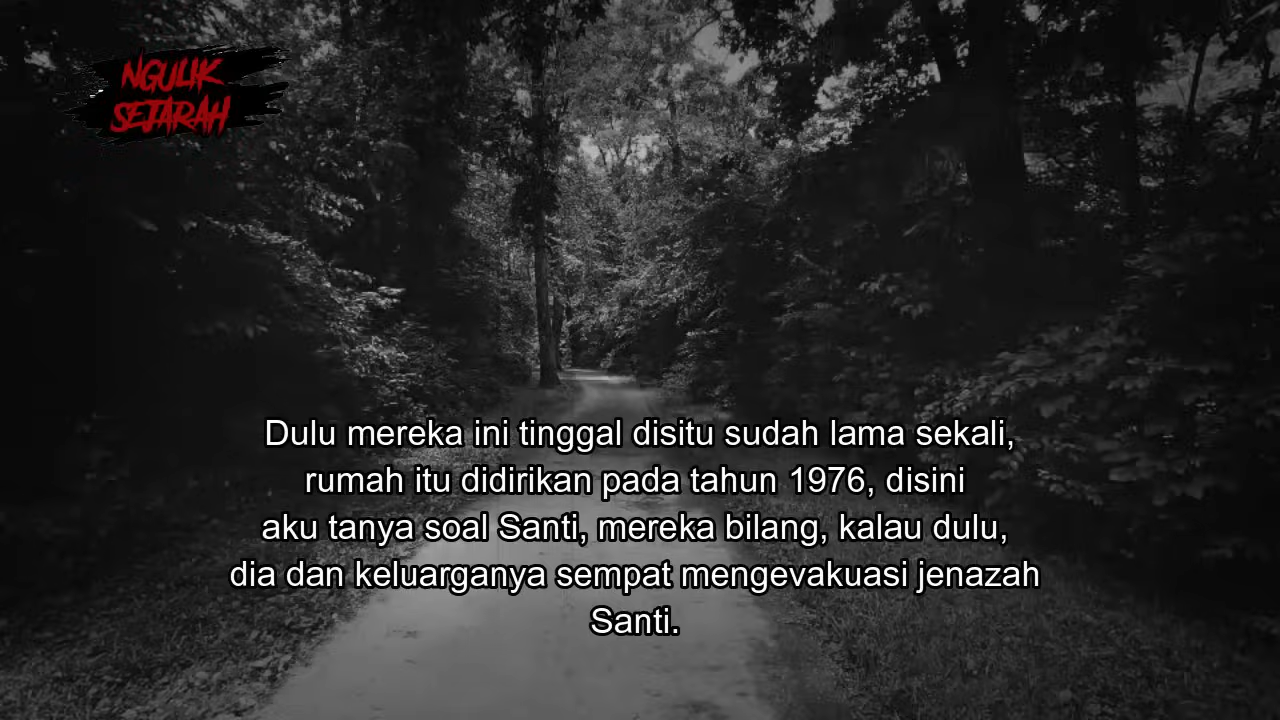 NGULIK
SEJARAH
Dulu mereka ini tinggal disitu sudah lama sekali,
rumah itu didirikan pada tahun 1976, disini
aku tanya soal Santi, mereka bilang, kalau dulu,
dia dan keluarganya sempat mengevakuasi jenazah
Santi.